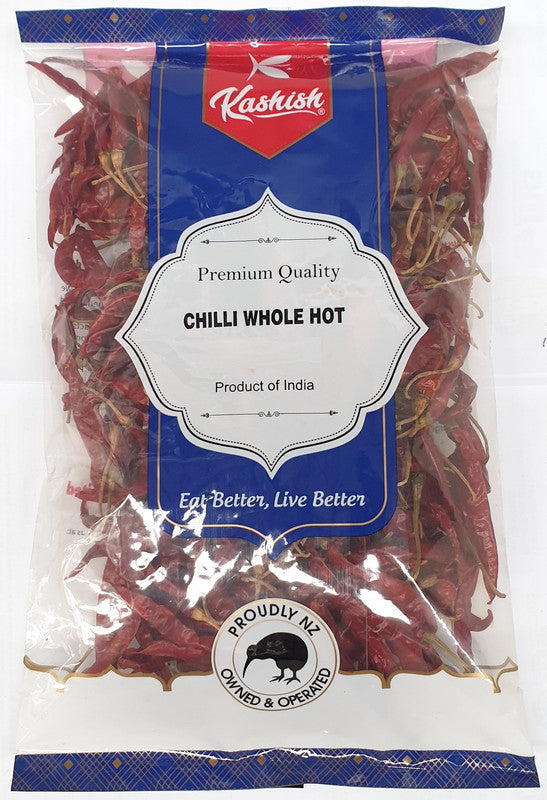 Kashish®
Premium Quality
CHILLI WHOLE HOT
Product of India
Eat Better, Live Better
PROUDLY NZ
OWNED & OPERATED